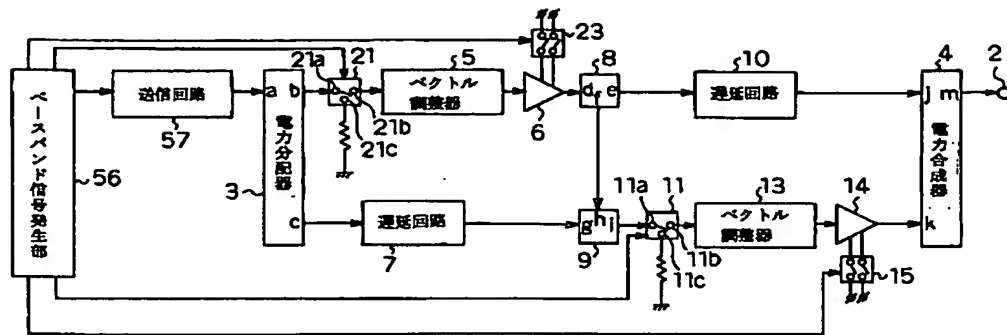 ベースバンド信号発生部
56
送信回路
57
a b
c
電力分配器
3
21a
21
21b
21c
5
ベクトル
調整器
6
23
8
d e
f
10
遅延回路
4
j m
k
電力合成器
2
遅延回路
7
g h i
9
11a
11
11b
11c
13
ベクトル
調整器
14
15